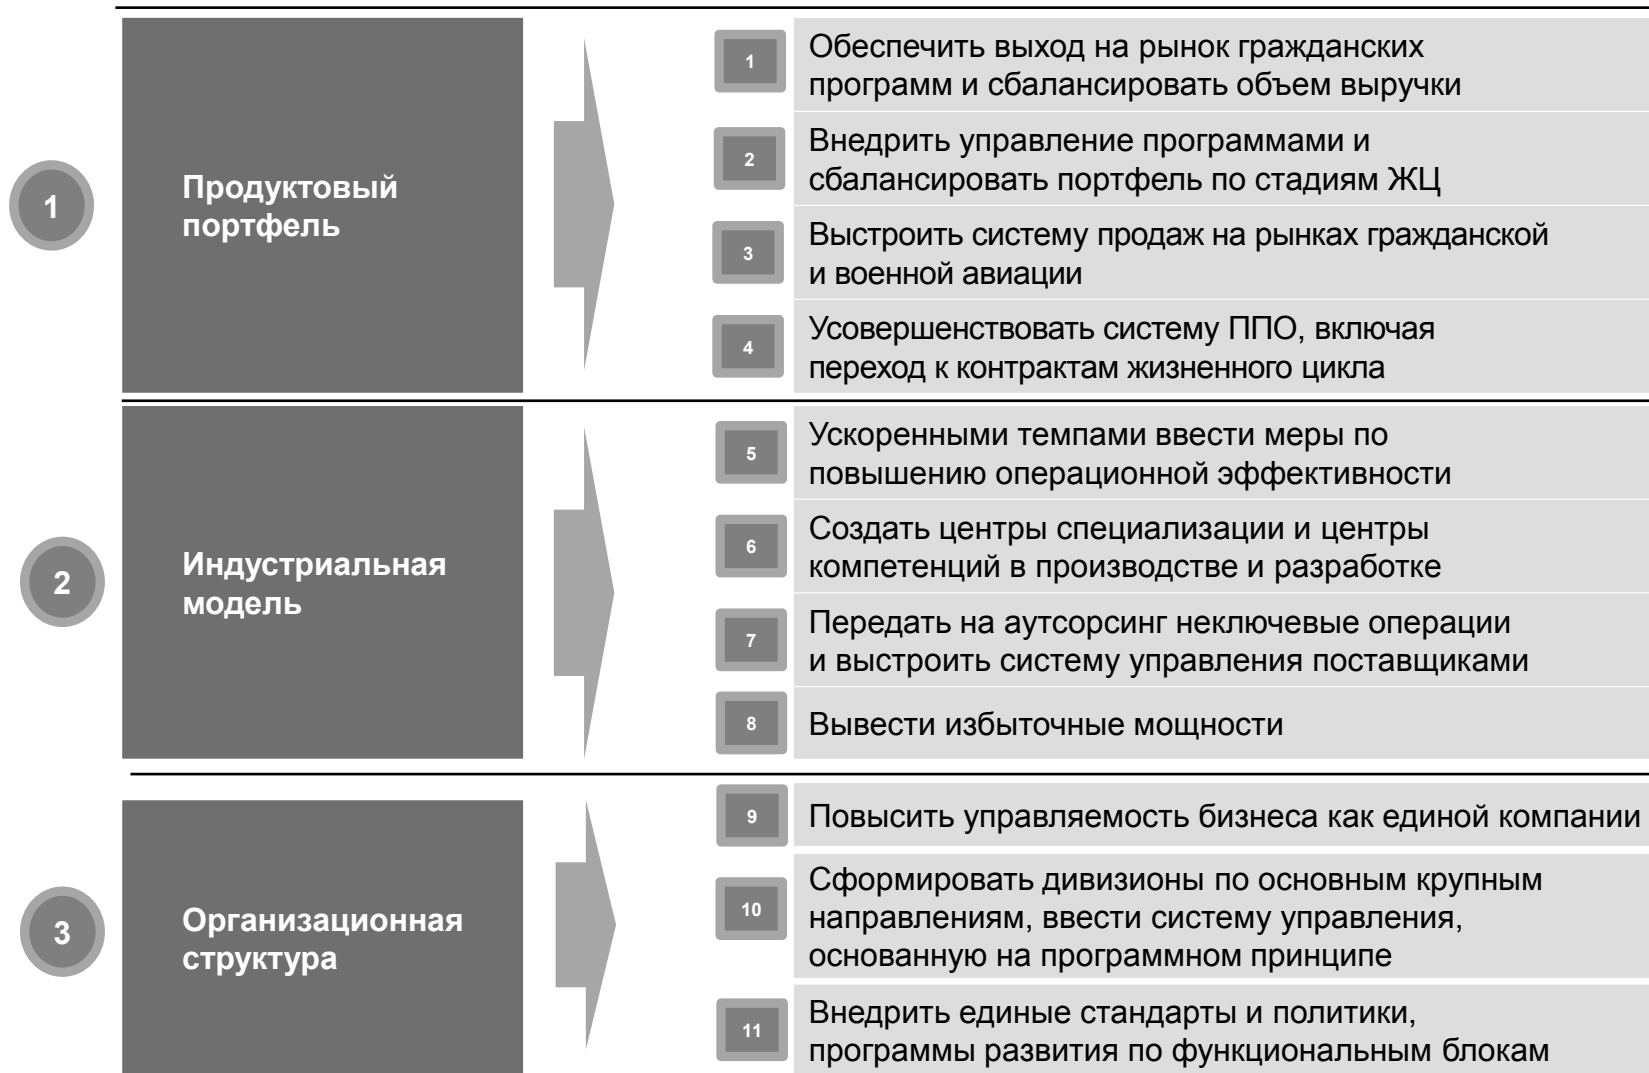 1
Продуктовый
портфель
1
Обеспечить выход на рынок гражданских
программ и сбалансировать объем выручки
2
Внедрить управление программами и
сбалансировать портфель по стадиям ЖЦ
3
Выстроить систему продаж на рынках гражданской
и военной авиации
4
Усовершенствовать систему ППО, включая
переход к контрактам жизненного цикла
2
Индустриальная
модель
5
Ускоренными темпами ввести меры по
повышению операционной эффективности
6
Создать центры специализации и центры
компетенций в производстве и разработке
7
Передать на аутсорсинг неключевые операции
и выстроить систему управления поставщиками
8
Вывести избыточные мощности
3
Организационная
структура
9
Повысить управляемость бизнеса как единой компании
10
Сформировать дивизионы по основным крупным
направлениям, ввести систему управления,
основанную на программном принципе
11
Внедрить единые стандарты и политики,
программы развития по функциональным блокам